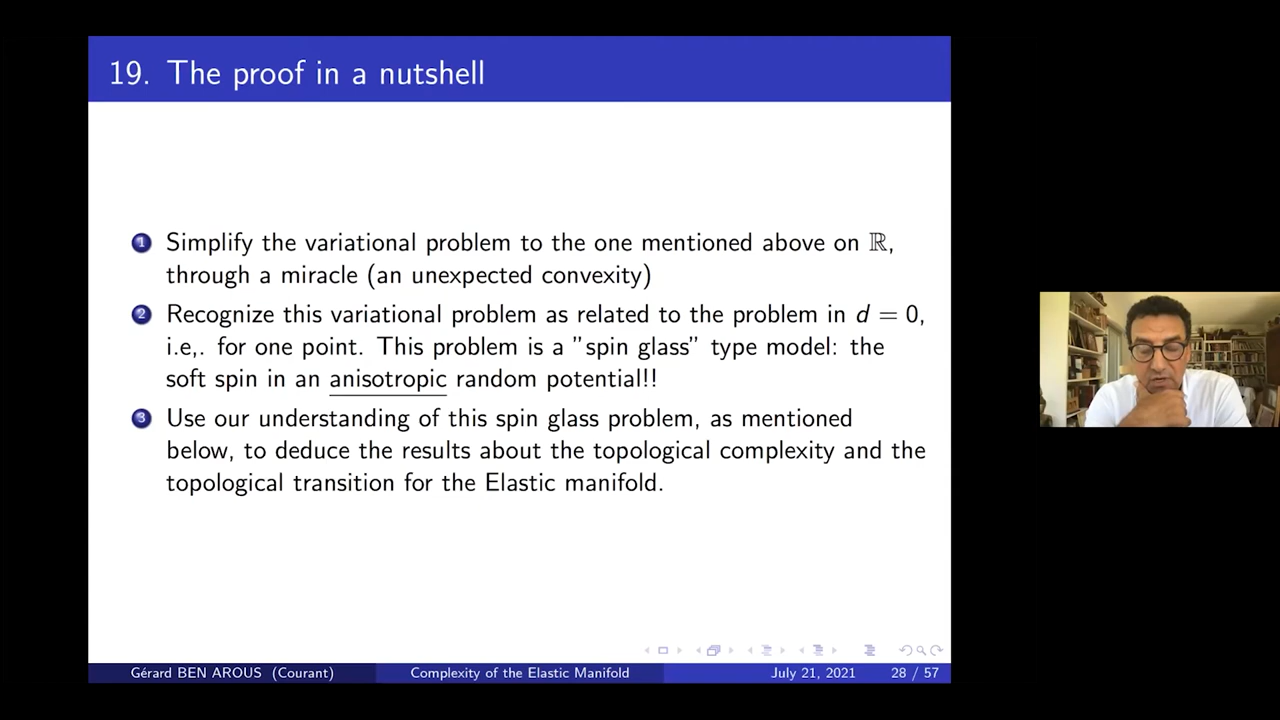 19. The proof in a nutshell
1 Simplify the variational problem to the one mentioned above on ℝ,
through a miracle (an unexpected convexity)
2 Recognize this variational problem as related to the problem in d = 0,
i.e,. for one point. This problem is a ”spin glass” type model: the
soft spin in an anisotropic random potential!!
3 Use our understanding of this spin glass problem, as mentioned
below, to deduce the results about the topological complexity and the
topological transition for the Elastic manifold.
Gérard BEN AROUS (Courant) Complexity of the Elastic Manifold July 21, 2021 28 / 57